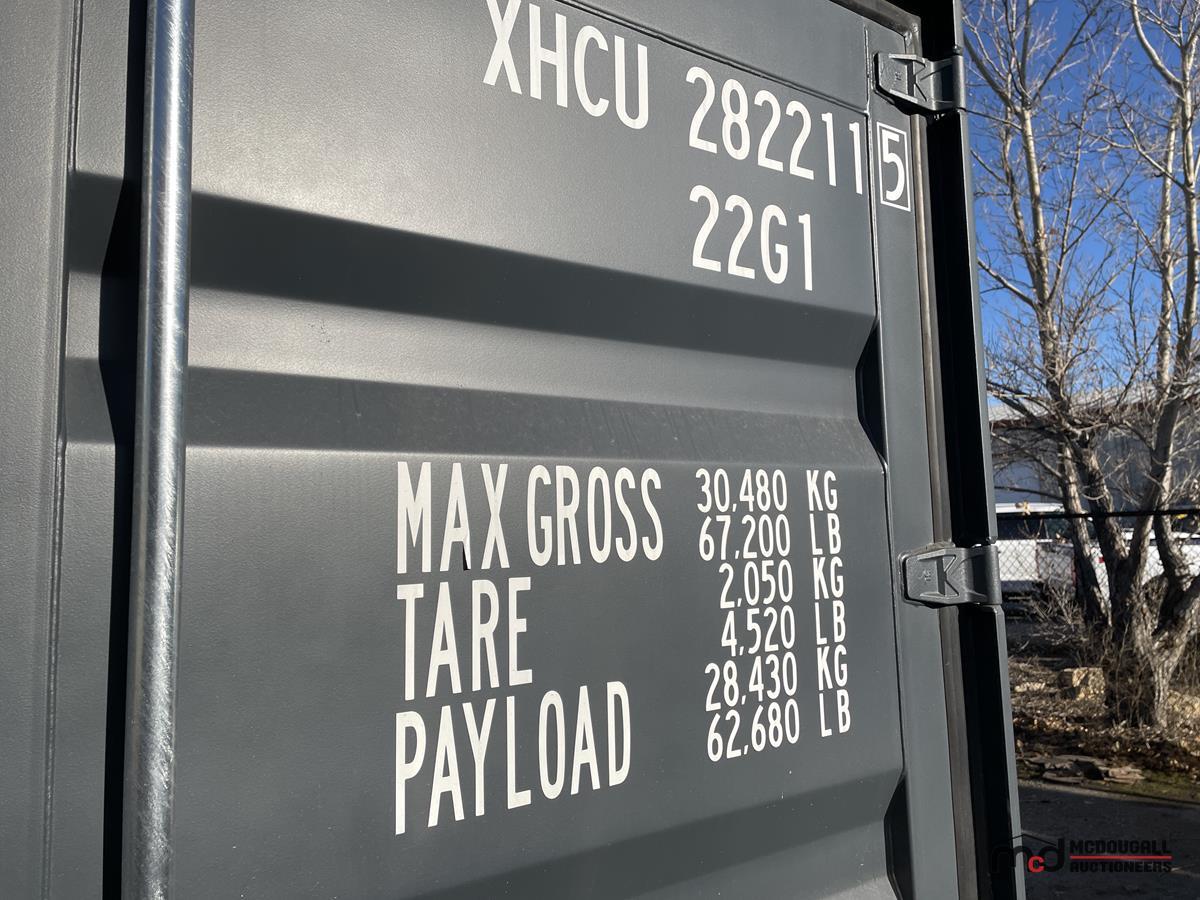 XHCU 282211 5
22G1
MAX GROSS 30,480 KG
67,200 LB
TARE 2,050 KG
4,520 LB
PAYLOAD 28,430 KG
62,680 LB
mcd MCDOUGALL
AUCTIONEERS